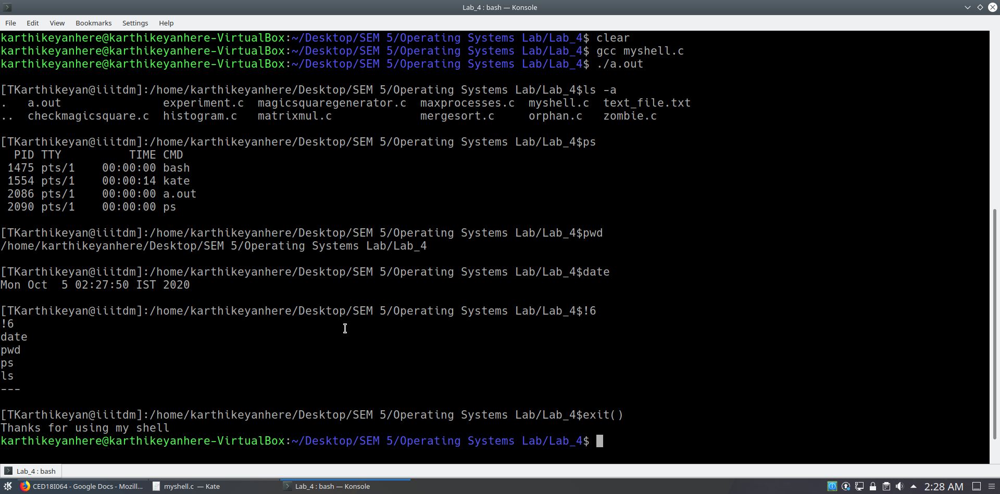 Lab_4 : bash — Konsole
File Edit View Bookmarks Settings Help
karthikeyanhere@karthikeyanhere-VirtualBox:~/Desktop/SEM 5/Operating Systems Lab/Lab_4$ clear
karthikeyanhere@karthikeyanhere-VirtualBox:~/Desktop/SEM 5/Operating Systems Lab/Lab_4$ gcc myshell.c
karthikeyanhere@karthikeyanhere-VirtualBox:~/Desktop/SEM 5/Operating Systems Lab/Lab_4$ ./a.out
[TKarthikeyan@iiitdm]:/home/karthikeyanhere/Desktop/SEM 5/Operating Systems Lab/Lab_4$ls -a
.   a.out               experiment.c  magicsquaregenerator.c  maxprocesses.c  myshell.c  text_file.txt
..  checkmagicsquare.c  histogram.c   matrixmul.c             mergesort.c     orphan.c   zombie.c
[TKarthikeyan@iiitdm]:/home/karthikeyanhere/Desktop/SEM 5/Operating Systems Lab/Lab_4$ps
  PID TTY          TIME CMD
 1475 pts/1    00:00:00 bash
 1554 pts/1    00:00:14 kate
 2086 pts/1    00:00:00 a.out
 2090 pts/1    00:00:00 ps
[TKarthikeyan@iiitdm]:/home/karthikeyanhere/Desktop/SEM 5/Operating Systems Lab/Lab_4$pwd
/home/karthikeyanhere/Desktop/SEM 5/Operating Systems Lab/Lab_4
[TKarthikeyan@iiitdm]:/home/karthikeyanhere/Desktop/SEM 5/Operating Systems Lab/Lab_4$date
Mon Oct  5 02:27:50 IST 2020
[TKarthikeyan@iiitdm]:/home/karthikeyanhere/Desktop/SEM 5/Operating Systems Lab/Lab_4$!6
!6
date
pwd
ps
ls
---
[TKarthikeyan@iiitdm]:/home/karthikeyanhere/Desktop/SEM 5/Operating Systems Lab/Lab_4$exit()
Thanks for using my shell
karthikeyanhere@karthikeyanhere-VirtualBox:~/Desktop/SEM 5/Operating Systems Lab/Lab_4$
Lab_4 : bash
CED18I064 - Google Docs - Mozill... myshell.c — Kate Lab_4 : bash — Konsole 2:28 AM